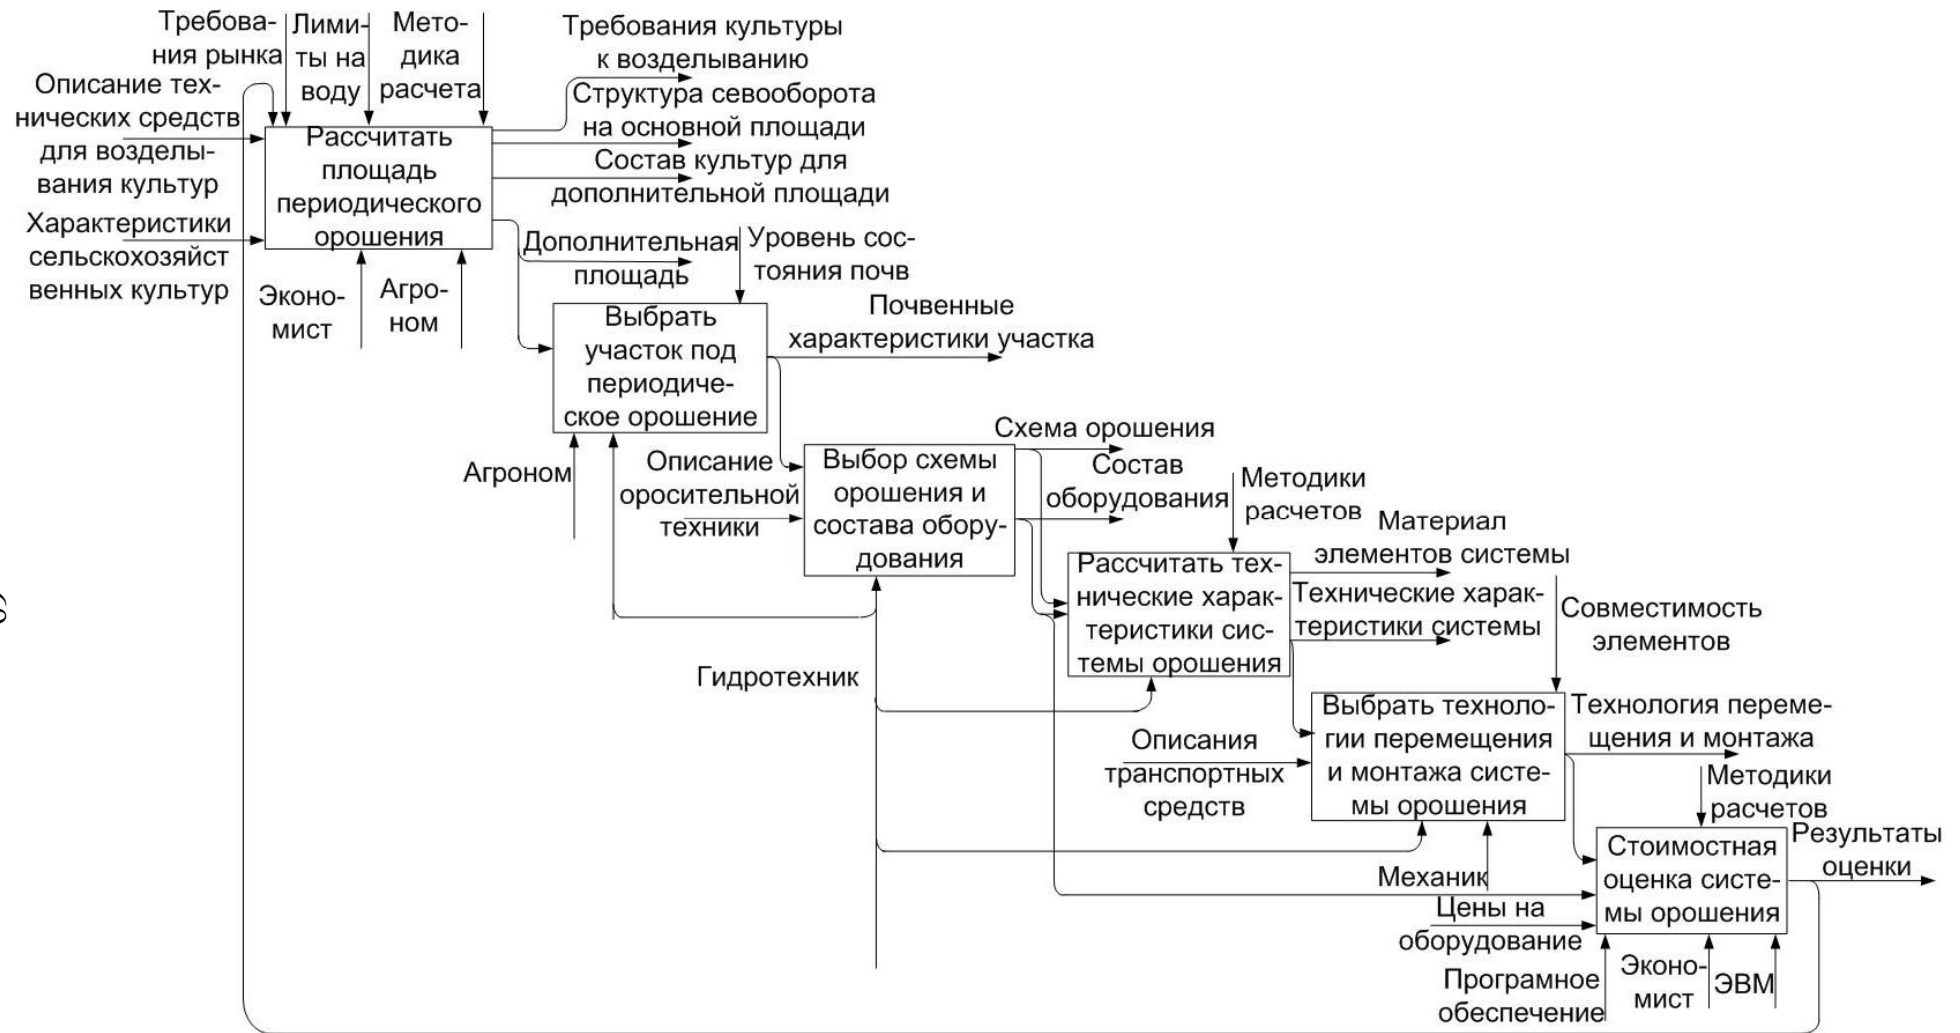 Требова-
ния рынка
Лими-
ты на
воду
Мето-
дика
расчета
Описание тех-
нических средств
для возделы-
вания культур
Характеристики
сельскохозяйст
венных культур
Рассчитать
площадь
периодического
орошения
Эконо-
мист
Агро-
ном
Требования культуры
к возделыванию
Структура севооборота
на основной площади
Состав культур для
дополнительной площади
Дополнительная
площадь
Уровень сос-
тояния почв
Выбрать
участок под
периодиче-
ское орошение
Почвенные
характеристики участка
Агроном
Описание
оросительной
техники
Выбор схемы
орошения и
состава обору-
дования
Схема орошения
Состав
оборудования
Методики
расчетов
Рассчитать тех-
нические харак-
теристики сис-
темы орошения
Материал
элементов системы
Технические харак-
теристики системы
Совместимость
элементов
Гидротехник
Описания
транспортных
средств
Выбрать техноло-
гии перемещения
и монтажа систе-
мы орошения
Технология переме-
щения и монтажа
Методики
расчетов
Механик
Цены на
оборудование
Стоимостная
оценка систе-
мы орошения
Результаты
оценки
Програмное
обеспечение
Эконо-
мист
ЭВМ